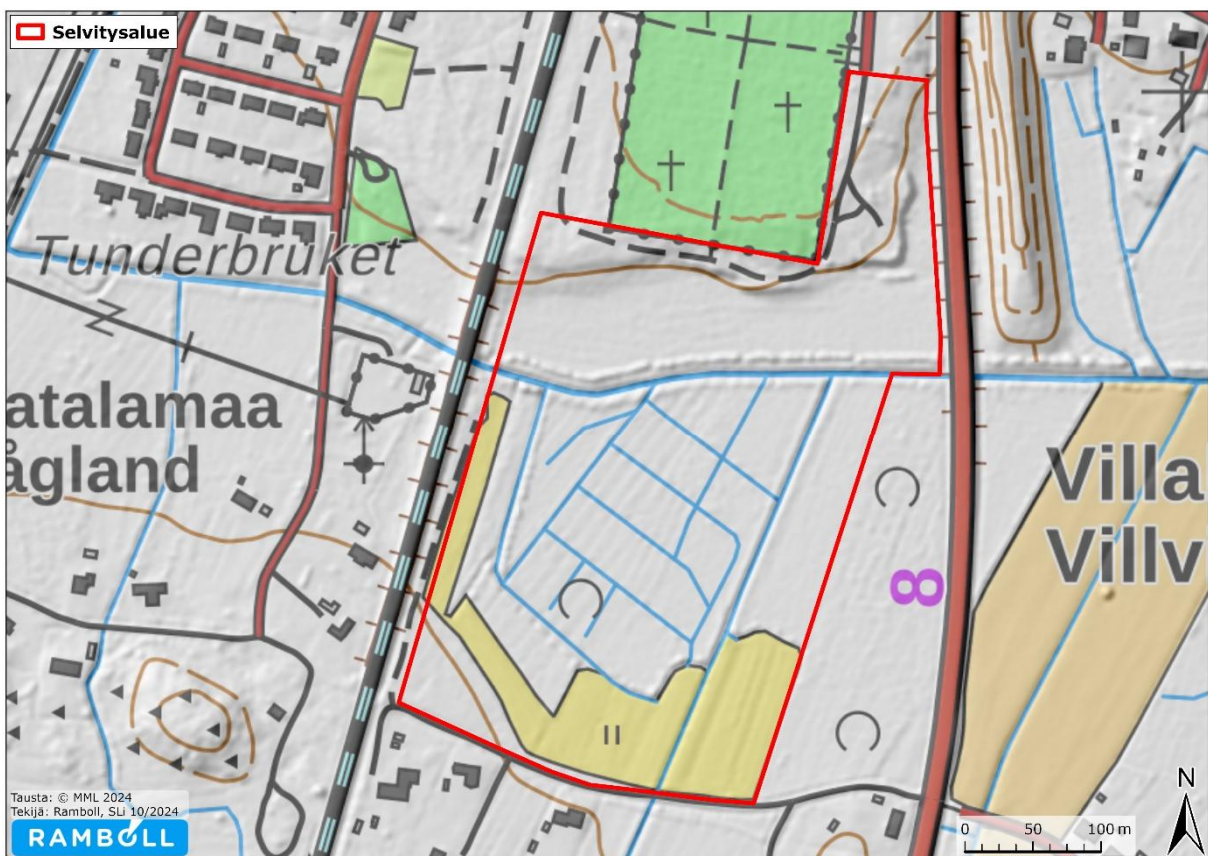 Selvitysalue
Tunderbruket
atalamaa
ågland
Villa
Villv
8
II
Tausta: © MML 2024
Tekijä: Ramboll, SLi 10/2024
RAMBOLL
N
0 50 100 m